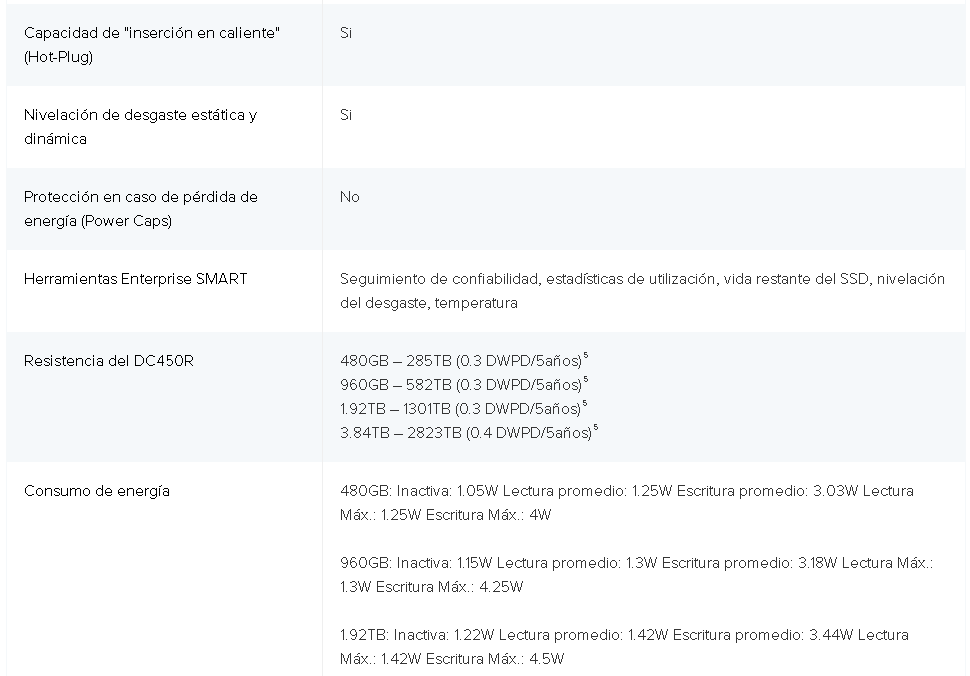 Capacidad de "inserción en caliente"
(Hot-Plug)
Si
Nivelación de desgaste estática y
dinámica
Si
Protección en caso de pérdida de
energía (Power Caps)
No
Herramientas Enterprise SMART
Seguimiento de confiabilidad, estadísticas de utilización, vida restante del SSD, nivelación
del desgaste, temperatura
Resistencia del DC450R
480GB — 285TB (0.3 DWPD/5años)⁵
960GB — 582TB (0.3 DWPD/5años)⁵
1.92TB — 1301TB (0.3 DWPD/5años)⁵
3.84TB — 2823TB (0.4 DWPD/5años)⁵
Consumo de energía
480GB: Inactiva: 1.05W Lectura promedio: 1.25W Escritura promedio: 3.03W Lectura
Máx.: 1.25W Escritura Máx.: 4W
960GB: Inactiva: 1.15W Lectura promedio: 1.3W Escritura promedio: 3.18W Lectura Máx.:
1.3W Escritura Máx.: 4.25W
1.92TB: Inactiva: 1.22W Lectura promedio: 1.42W Escritura promedio: 3.44W Lectura
Máx.: 1.42W Escritura Máx.: 4.5W